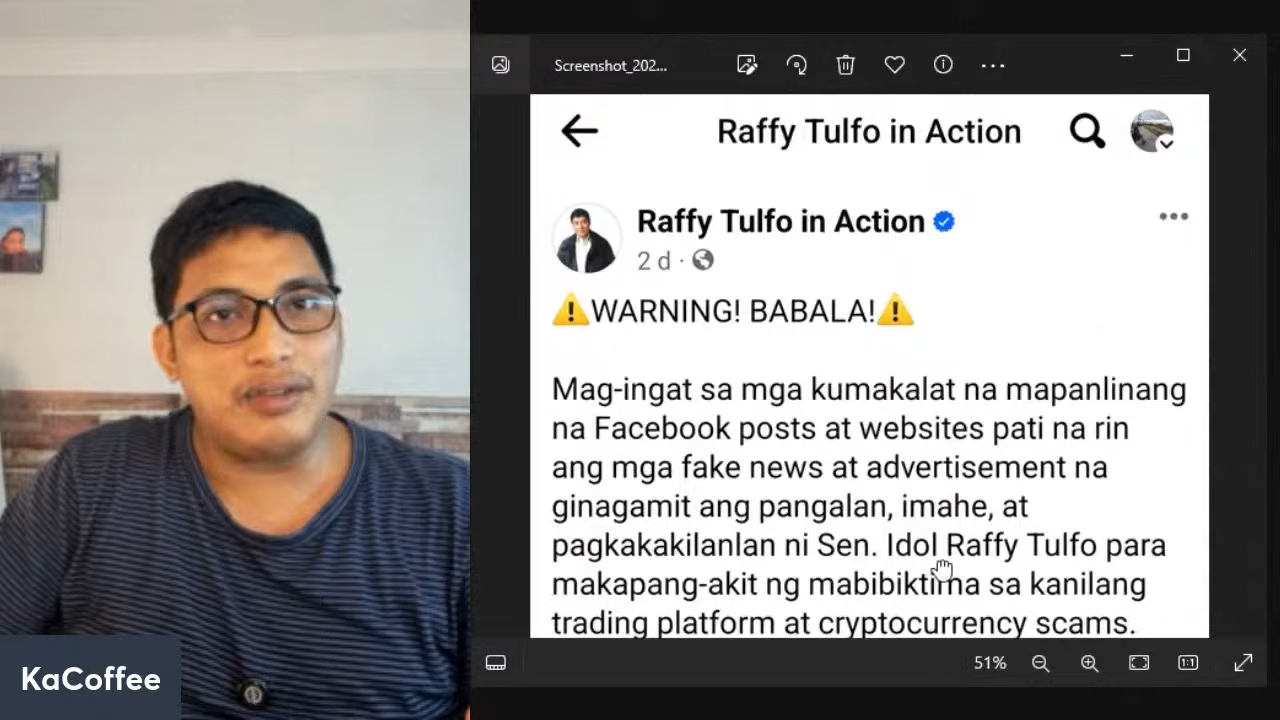 Screenshot_202...
Raffy Tulfo in Action
Raffy Tulfo in Action
2 d ·
⚠️WARNING! BABALA!⚠️
Mag-ingat sa mga kumakalat na mapanlinang
na Facebook posts at websites pati na rin
ang mga fake news at advertisement na
ginagamit ang pangalan, imahe, at
pagkakakilanlan ni Sen. Idol Raffy Tulfo para
makapang-akit ng mabibiktima sa kanilang
trading platform at cryptocurrency scams.
KaCoffee
51%
1:1